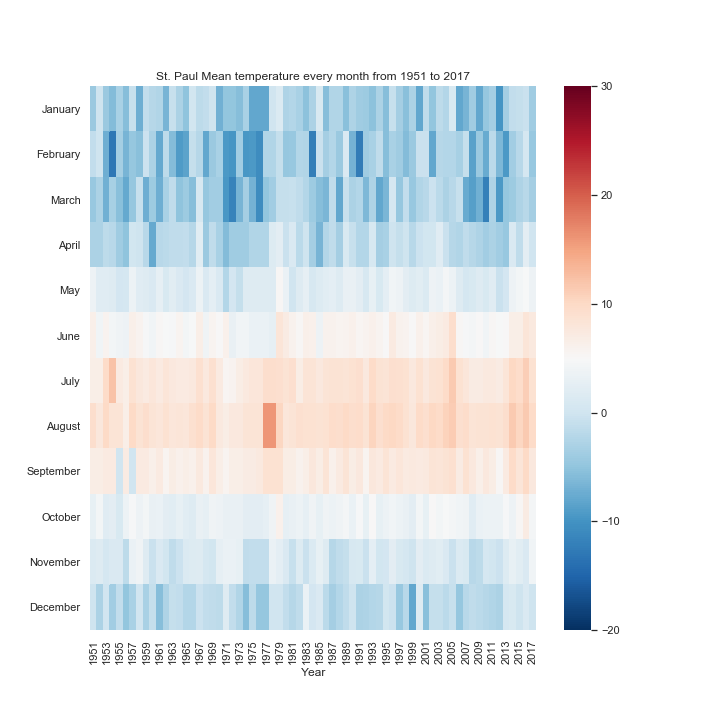 St. Paul Mean temperature every month from 1951 to 2017
January
February
March
April
May
June
July
August
September
October
November
December
1951 1953 1955 1957 1959 1961 1963 1965 1967 1969 1971 1973 1975 1977 1979 1981 1983 1985 1987 1989 1991 1993 1995 1997 1999 2001 2003 2005 2007 2009 2011 2013 2015 2017
Year
30
20
10
0
−10
−20